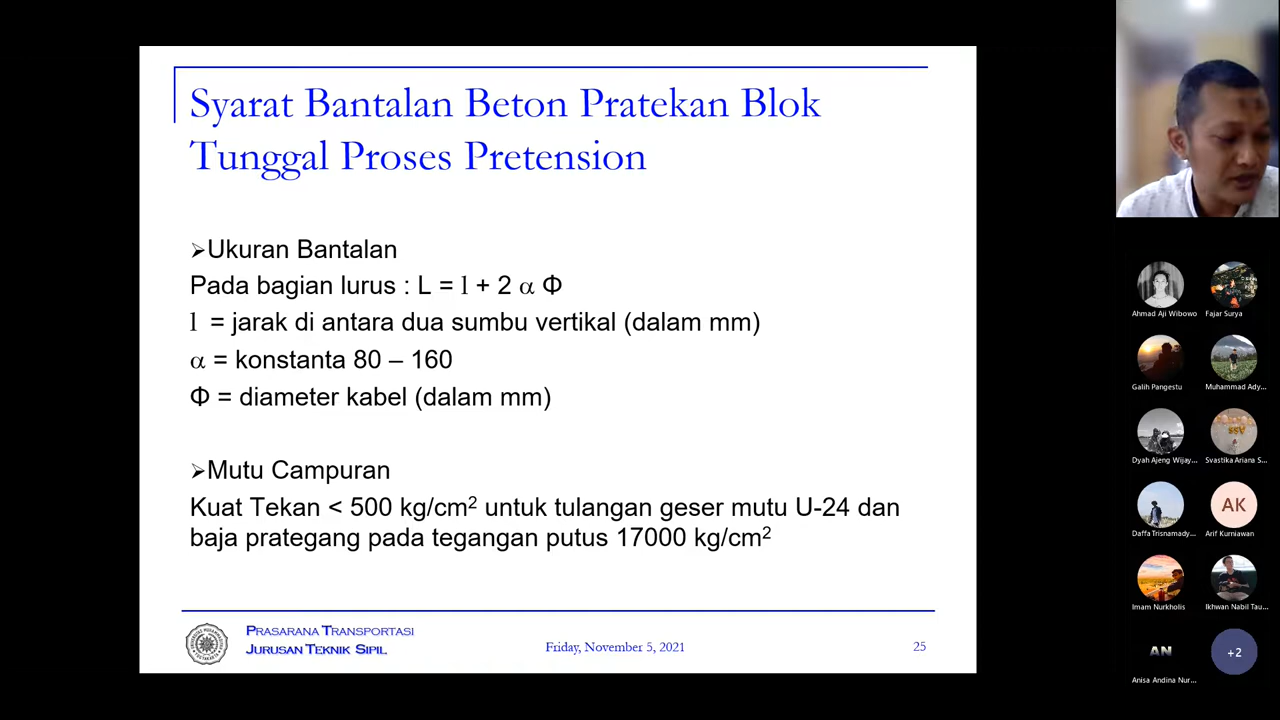 Syarat Bantalan Beton Pratekan Blok
Tunggal Proses Pretension
➢Ukuran Bantalan
Pada bagian lurus : L = l + 2 α Φ
l = jarak di antara dua sumbu vertikal (dalam mm)
α = konstanta 80 – 160
Φ = diameter kabel (dalam mm)
➢Mutu Campuran
Kuat Tekan < 500 kg/cm² untuk tulangan geser mutu U-24 dan
baja prategang pada tegangan putus 17000 kg/cm²
PRASARANA TRANSPORTASI
JURUSAN TEKNIK SIPIL
Friday, November 5, 2021
25
Ahmad Aji Wibowo
Fajar Surya
Galih Pangestu
Muhammad Ady...
Dyah Ajeng Wijay...
Svastika Ariana S...
Daffa Trisnamady...
AK
Arif Kurniawan
Imam Nurkholis
Ikhwan Nabil Tau...
AN
Anisa Andina Nur...
+2